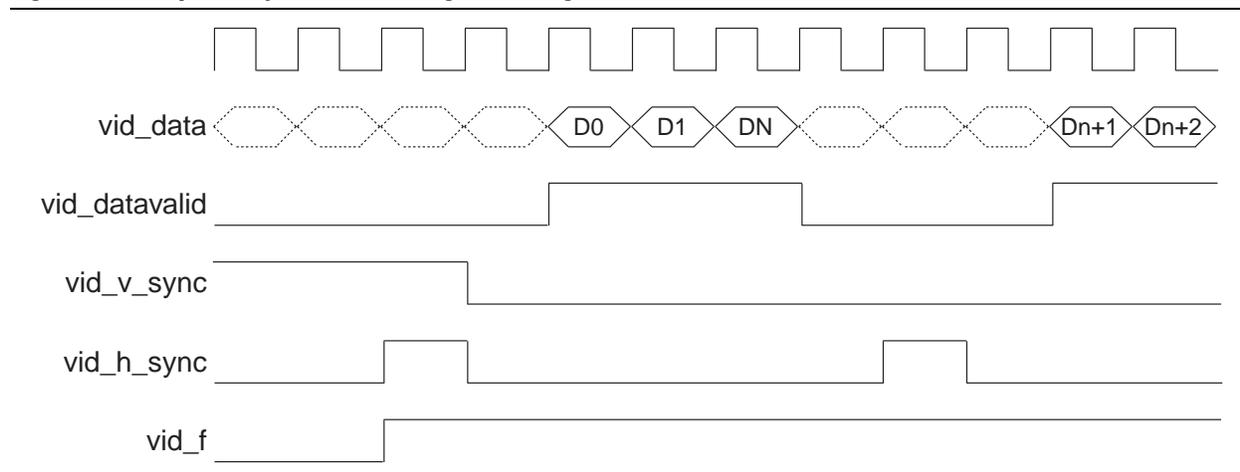 vid_data D0 D1 DN Dn+1 Dn+2
vid_datavalid
vid_v_sync
vid_h_sync
vid_f